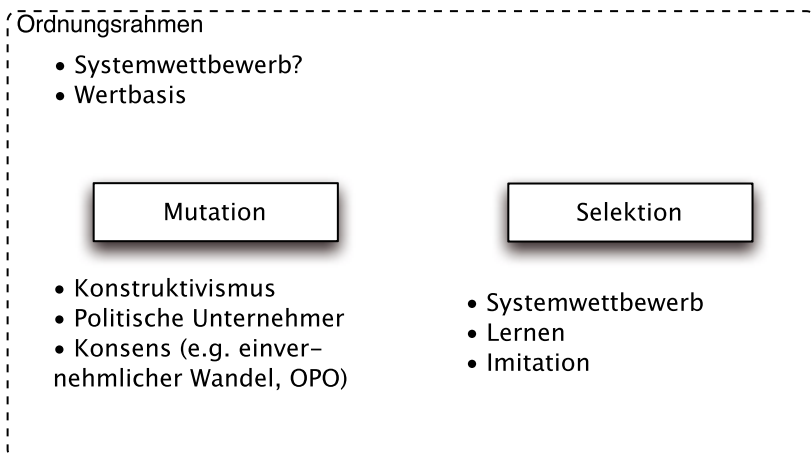 Ordnungsrahmen
• Systemwettbewerb?
• Wertbasis
Mutation
• Konstruktivismus
• Politische Unternehmer
• Konsens (e.g. einver–
nehmlicher Wandel, OPO)
Selektion
• Systemwettbewerb
• Lernen
• Imitation